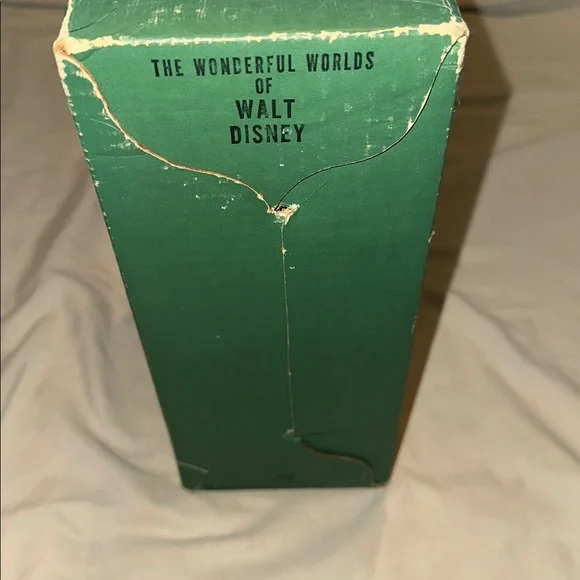 THE WONDERFUL WORLDS
OF
WALT
DISNEY